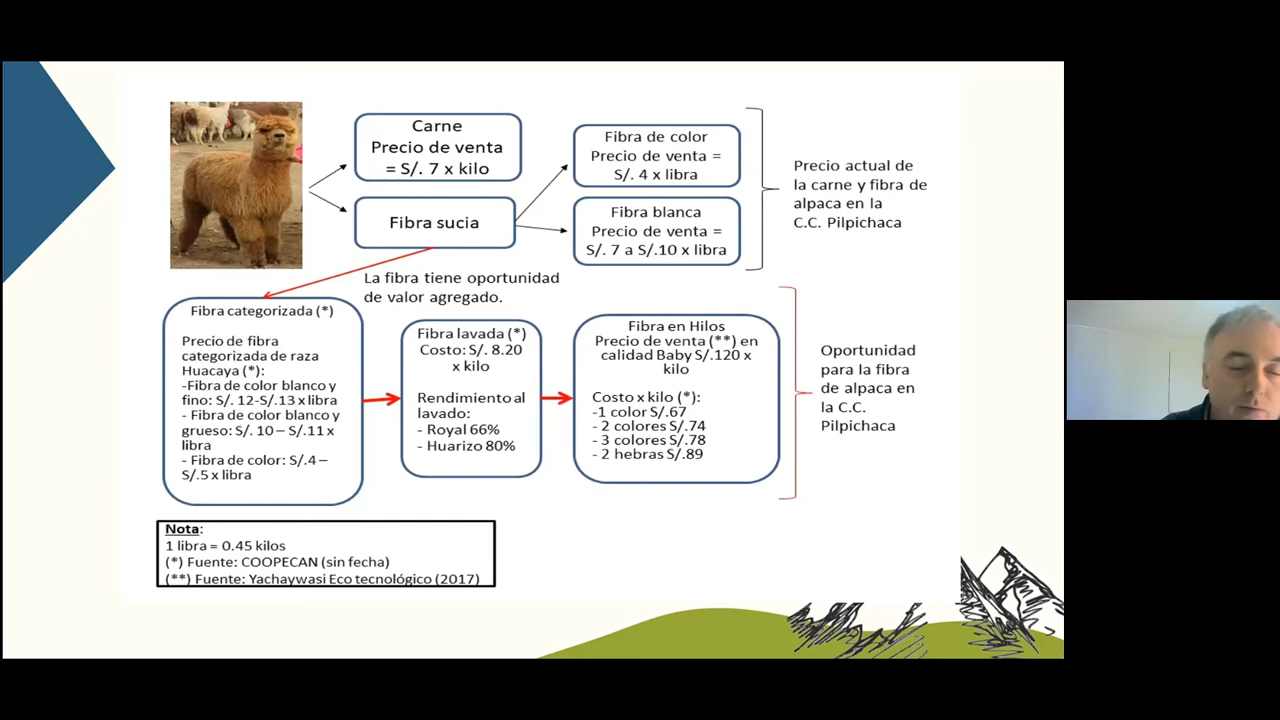 Carne
Precio de venta
= S/. 7 x kilo
Fibra sucia
Fibra de color
Precio de venta =
S/. 4 x libra
Fibra blanca
Precio de venta =
S/. 7 a S/.10 x libra
Precio actual de
la carne y fibra de
alpaca en la
C.C. Pilpichaca
La fibra tiene oportunidad
de valor agregado.
Fibra categorizada (*)
Precio de fibra
categorizada de raza
Huacaya (*):
-Fibra de color blanco y
fino: S/. 12-S/.13 x libra
- Fibra de color blanco y
grueso: S/. 10 – S/.11 x
libra
- Fibra de color: S/.4 –
S/.5 x libra
Fibra lavada (*)
Costo: S/. 8.20
x kilo
Rendimiento al
lavado:
- Royal 66%
- Huarizo 80%
Fibra en Hilos
Precio de venta (**) en
calidad Baby S/.120 x
kilo
Costo x kilo (*):
-1 color S/.67
- 2 colores S/.74
- 3 colores S/.78
- 2 hebras S/.89
Oportunidad
para la fibra
de alpaca en
la C.C.
Pilpichaca
Nota:
1 libra = 0.45 kilos
(*) Fuente: COOPECAN (sin fecha)
(**) Fuente: Yachaywasi Eco tecnológico (2017)